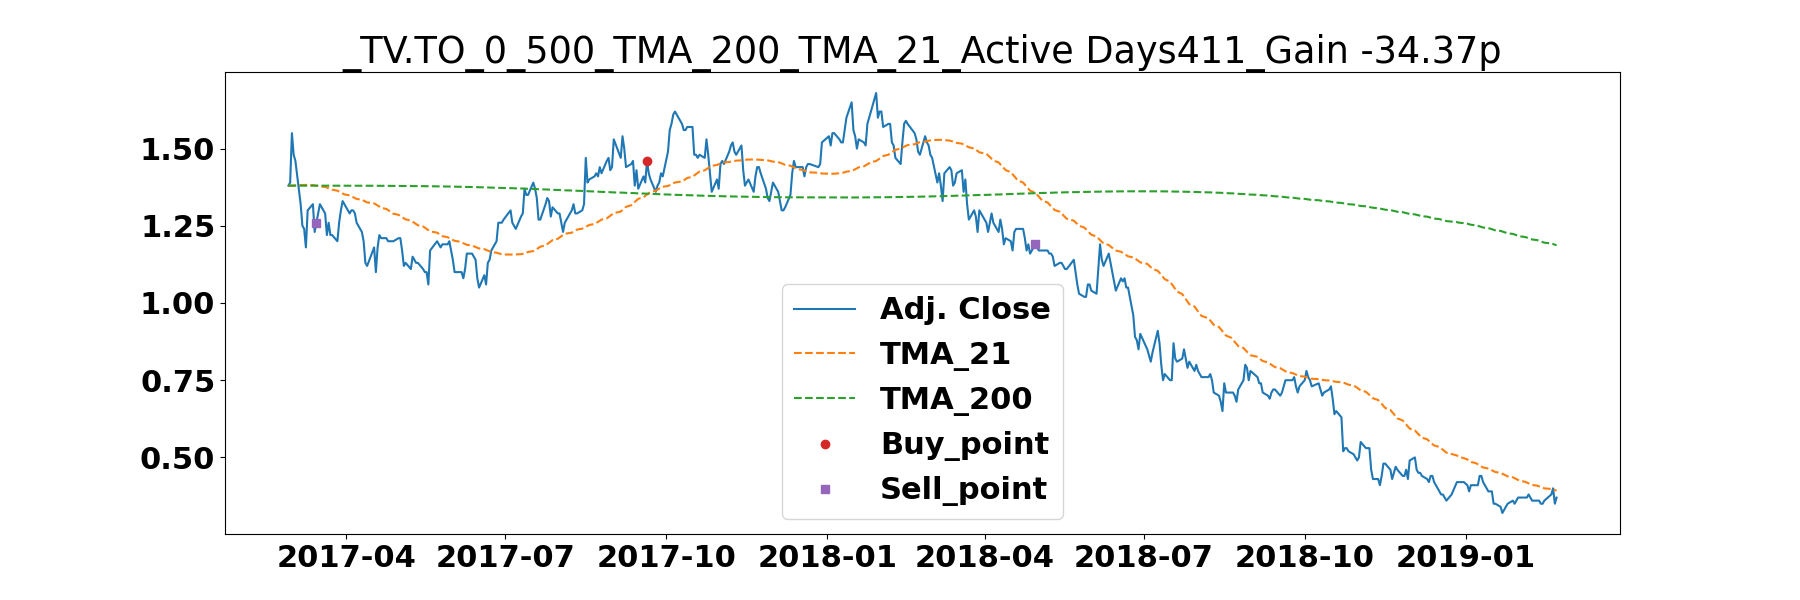 _TV.TO_0_500_TMA_200_TMA_21_Active Days411_Gain -34.37p
1.50
1.25
1.00
0.75
0.50
Adj. Close
TMA_21
TMA_200
Buy_point
Sell_point
2017-04 2017-07 2017-10 2018-01 2018-04 2018-07 2018-10 2019-01